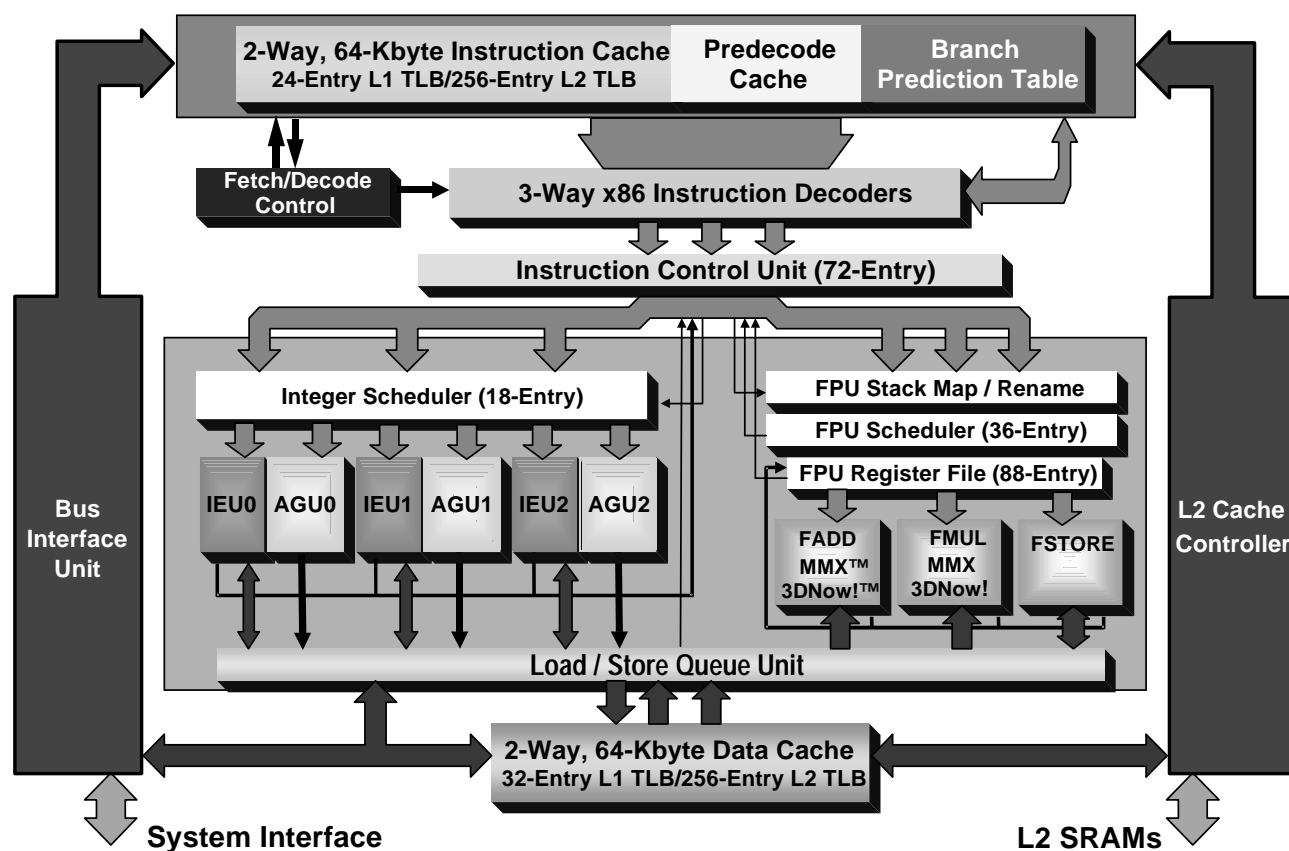 2-Way, 64-Kbyte Instruction Cache
24-Entry L1 TLB/256-Entry L2 TLB
Predecode
Cache
Branch
Prediction Table
Fetch/Decode
Control
3-Way x86 Instruction Decoders
Instruction Control Unit (72-Entry)
Integer Scheduler (18-Entry)
FPU Stack Map / Rename
FPU Scheduler (36-Entry)
FPU Register File (88-Entry)
IEU0
AGU0
IEU1
AGU1
IEU2
AGU2
Bus
Interface
Unit
FADD
MMX™
3DNow!™
FMUL
MMX
3DNow!
FSTORE
L2 Cache
Controller
Load / Store Queue Unit
2-Way, 64-Kbyte Data Cache
32-Entry L1 TLB/256-Entry L2 TLB
System Interface
L2 SRAMs